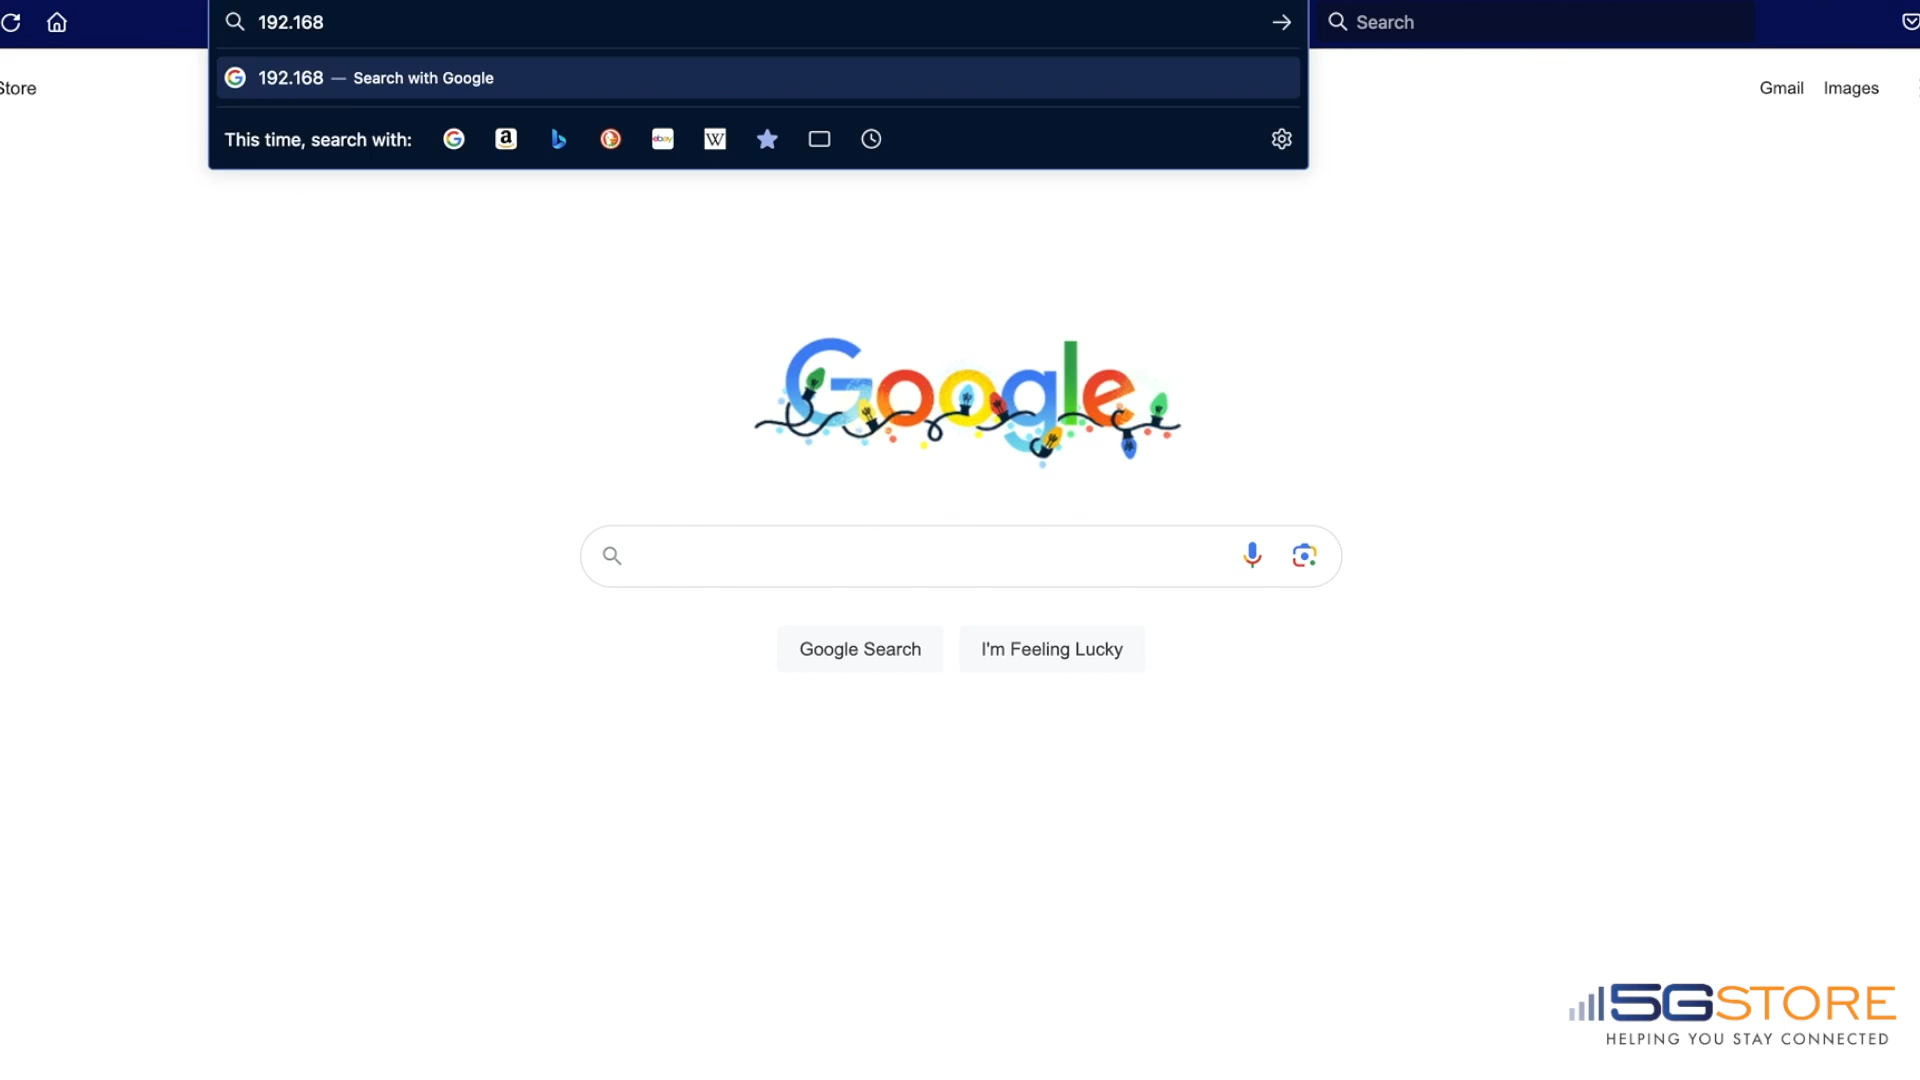 192.168
Search
192.168 — Search with Google
Store
Gmail
Images
This time, search with:
Google
Google Search
I'm Feeling Lucky
5GSTORE
HELPING YOU STAY CONNECTED